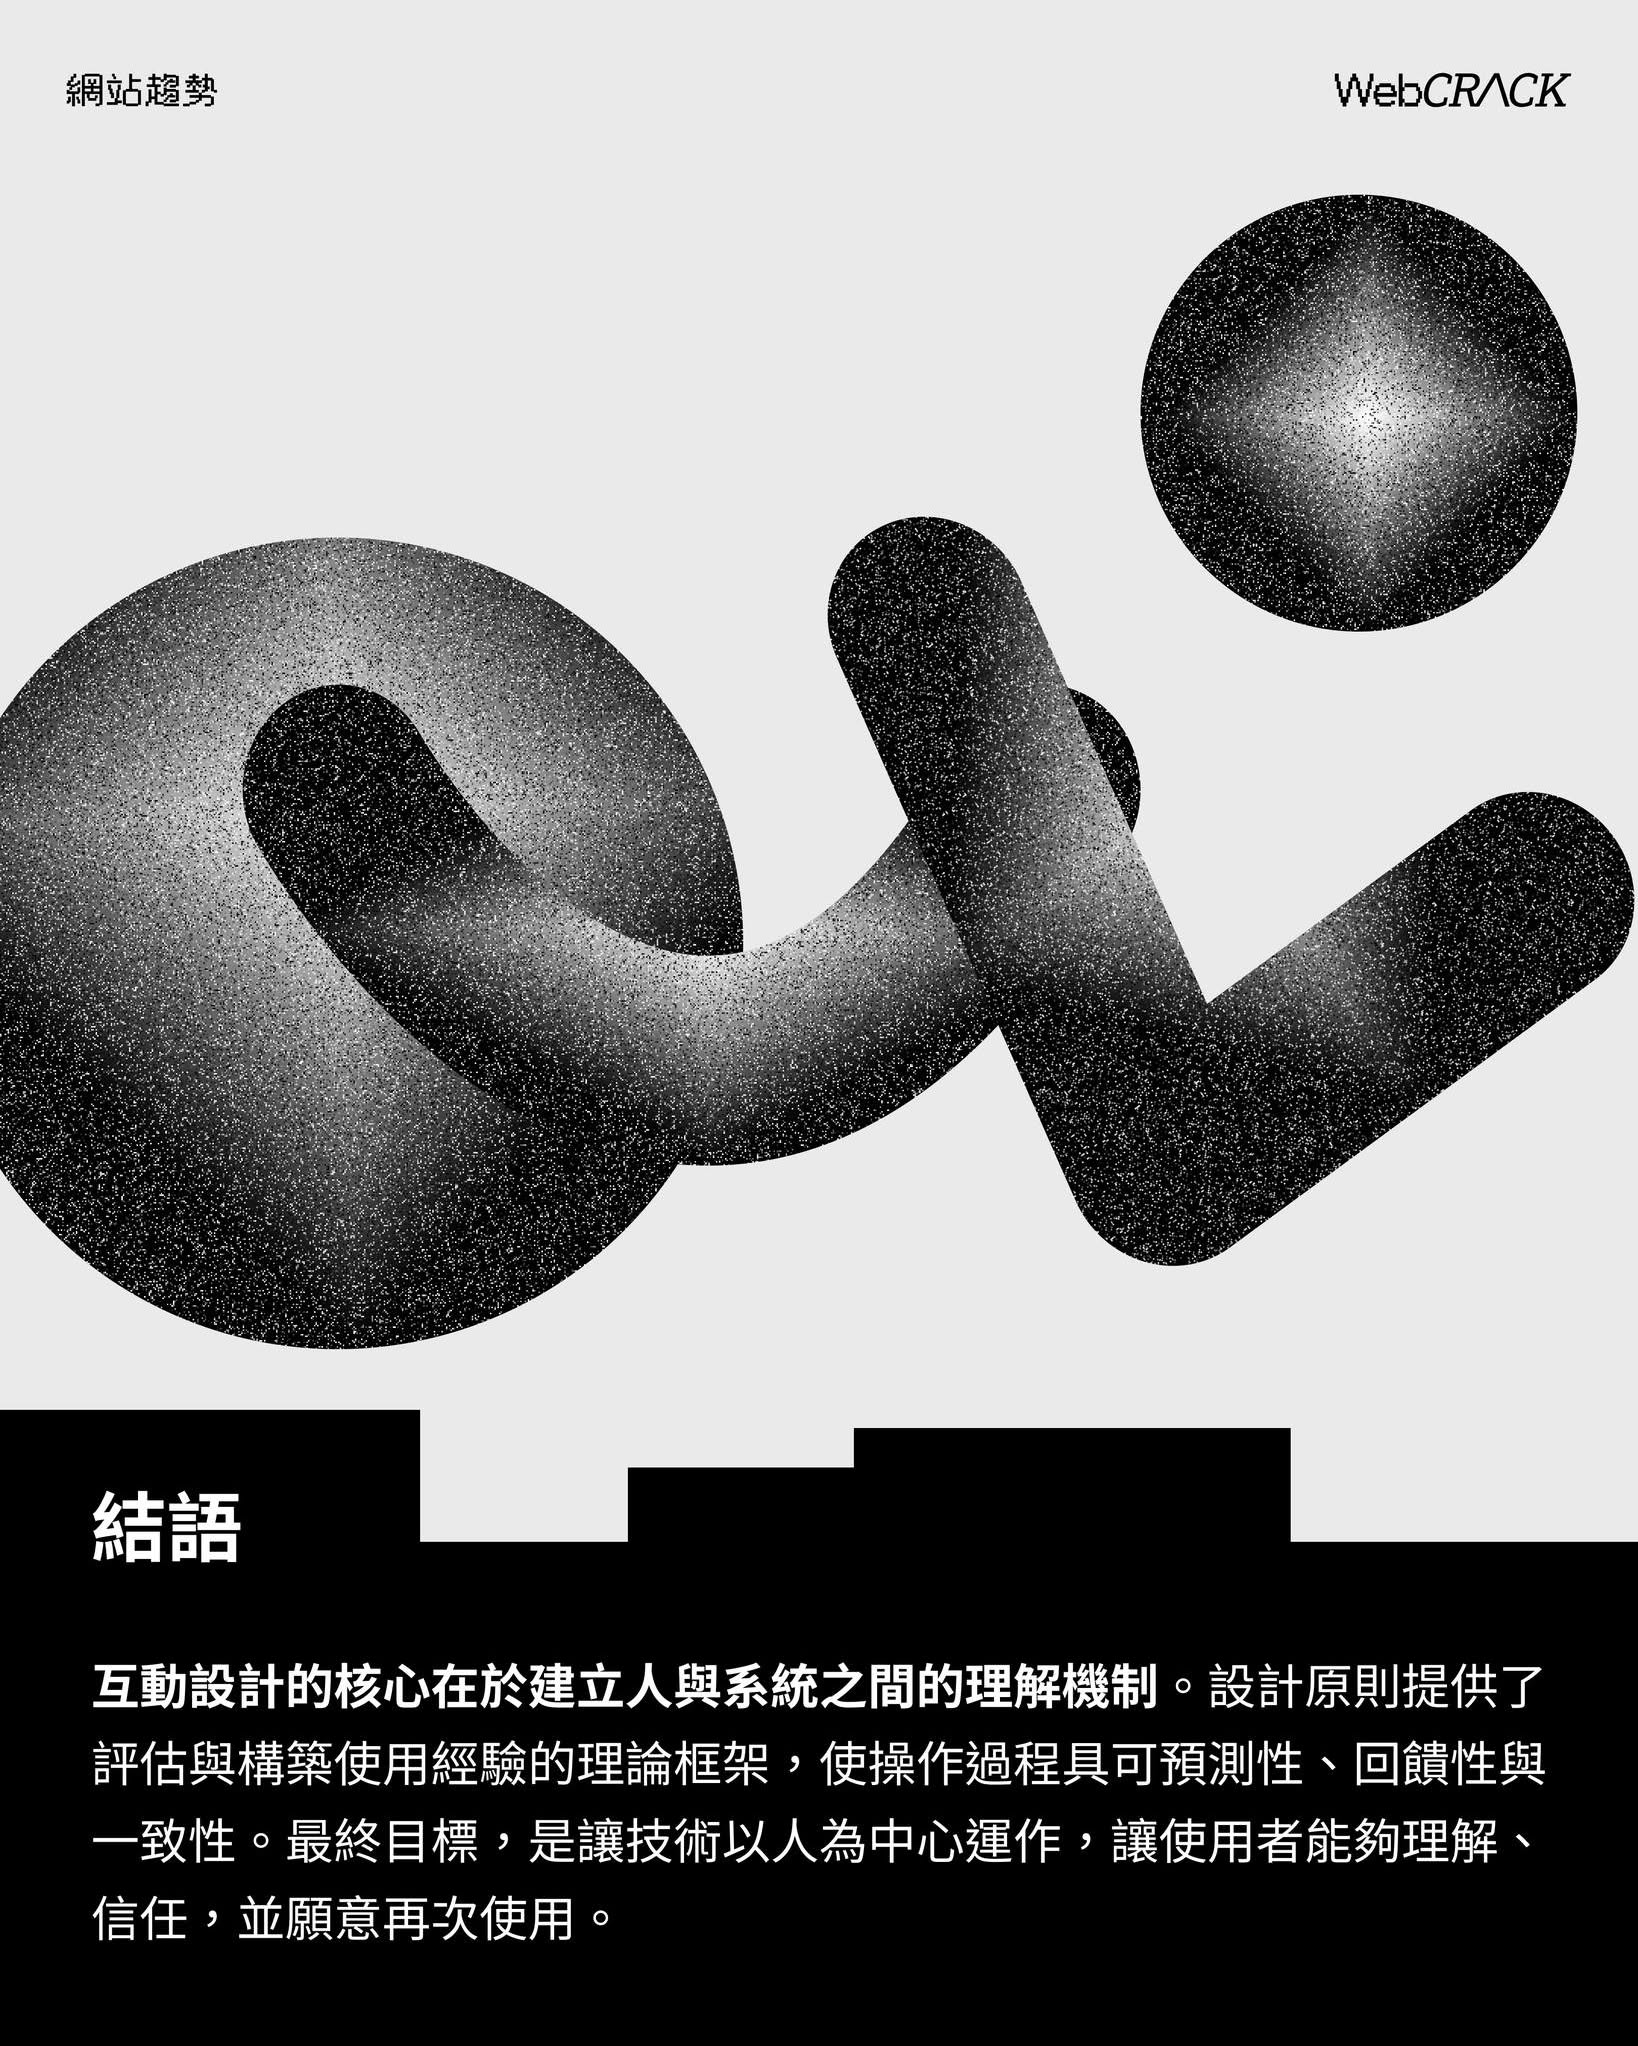 網站趨勢
WebCRACK
結語
互動設計的核心在於建立人與系統之間的理解機制。設計原則提供了
評估與構築使用經驗的理論框架，使操作過程具可預測性、回饋性與
一致性。最終目標，是讓技術以人為中心運作，讓使用者能夠理解、
信任，並願意再次使用。